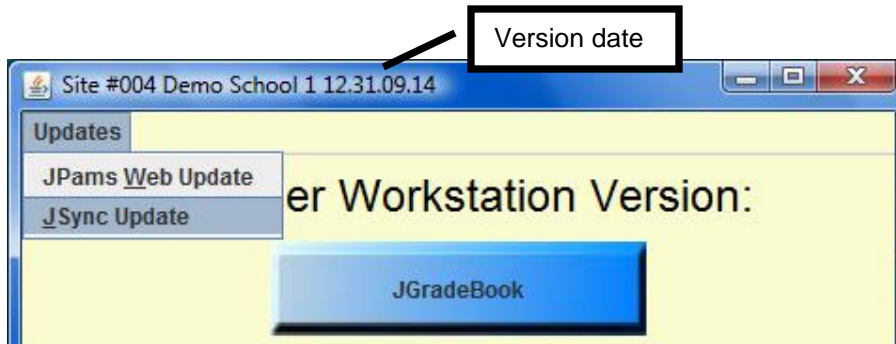 Version date
Site #004 Demo School 1 12.31.09.14
Updates
JPams Web Update
JSync Update
er Workstation Version:
JGradeBook